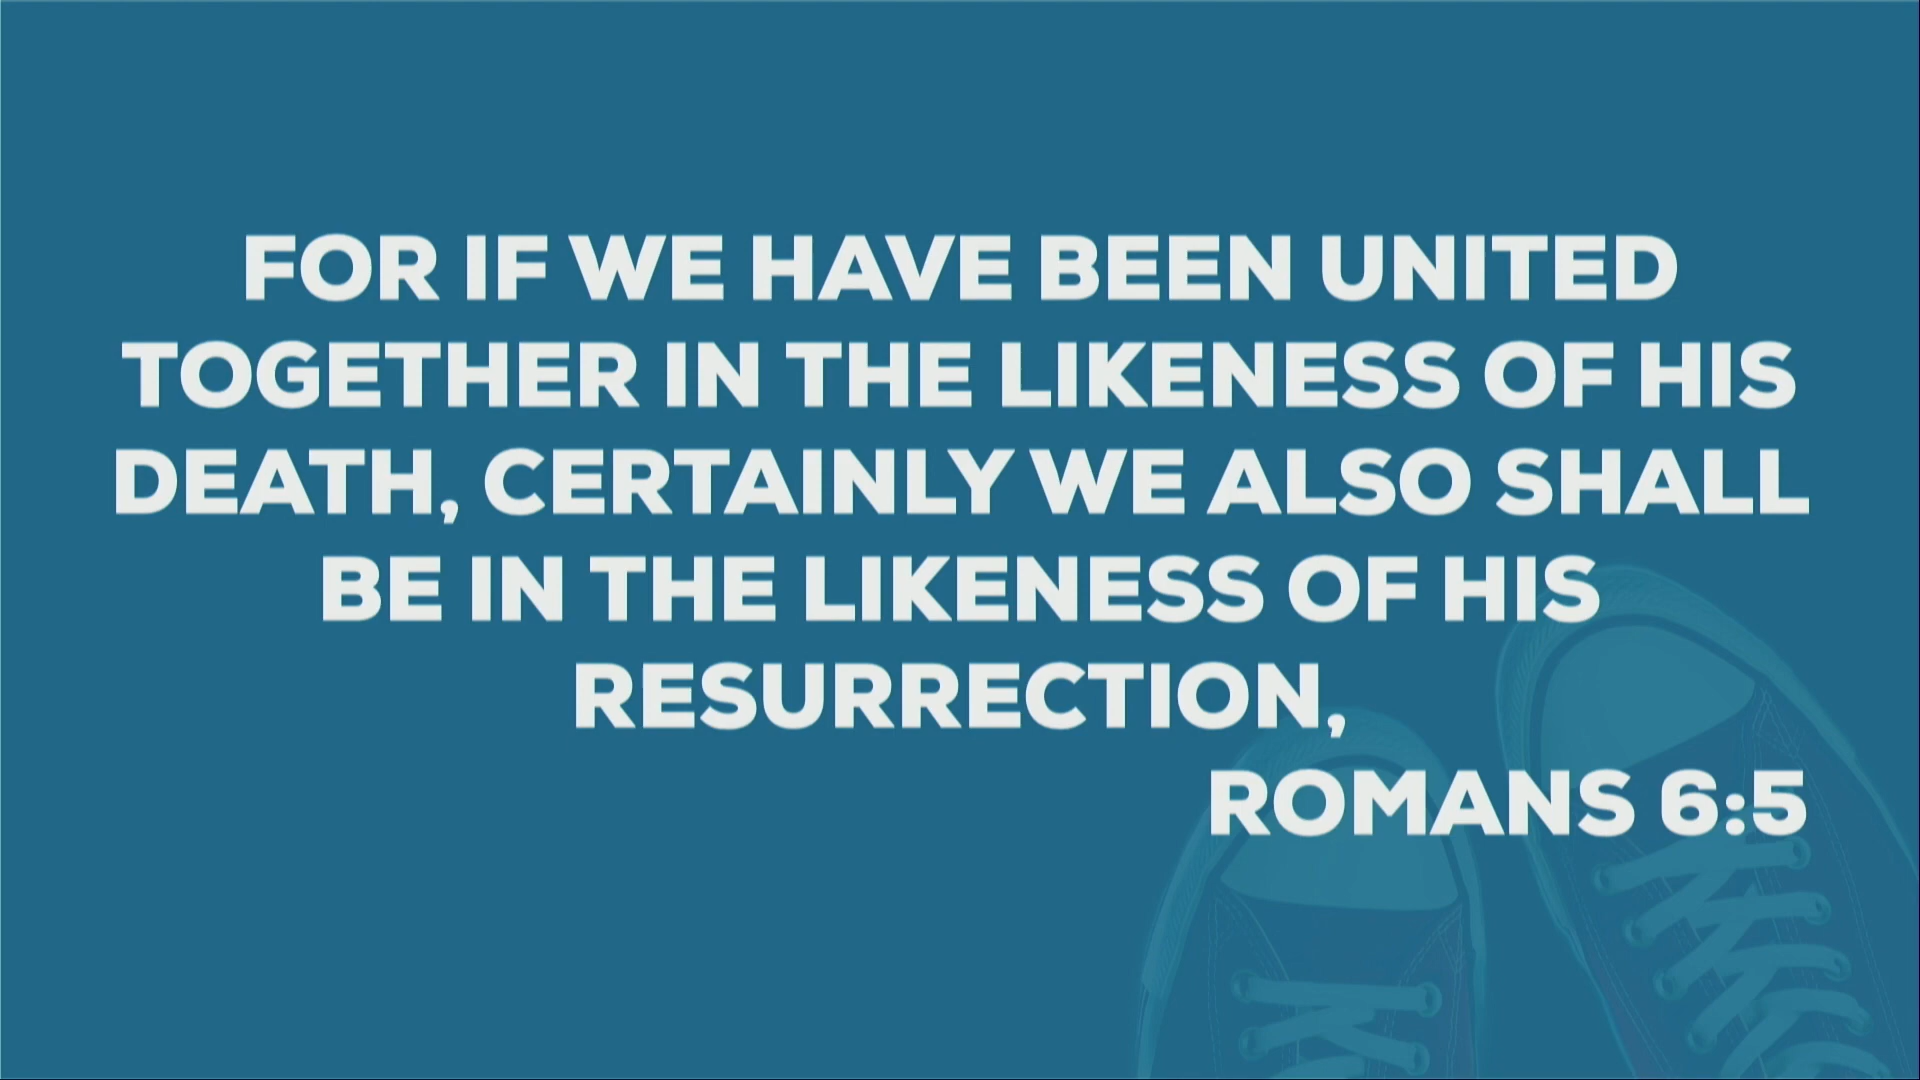 FOR IF WE HAVE BEEN UNITED
TOGETHER IN THE LIKENESS OF HIS
DEATH, CERTAINLY WE ALSO SHALL
BE IN THE LIKENESS OF HIS
RESURRECTION,
ROMANS 6:5